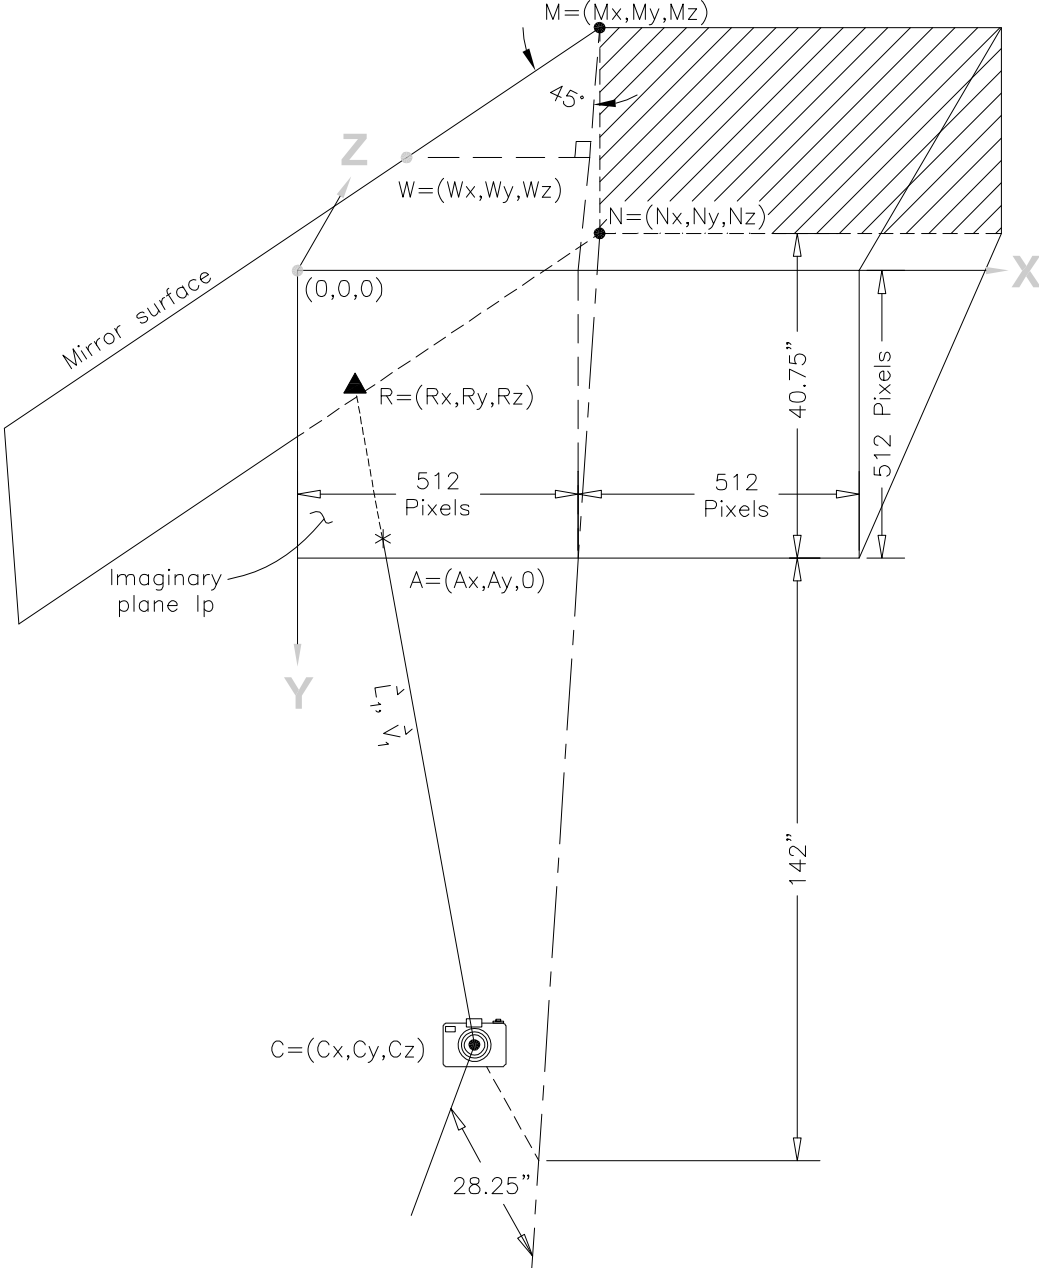 M=(Mx,My,Mz)
45°
Z
W=(Wx,Wy,Wz)
N=(Nx,Ny,Nz)
X
(0,0,0)
Mirror surface
40.75”
512 Pixels
R=(Rx,Ry,Rz)
512
Pixels
512
Pixels
Imaginary
plane Ip
A=(Ax,Ay,0)
Y
L₁, V₁
142”
C=(Cx,Cy,Cz)
28.25”